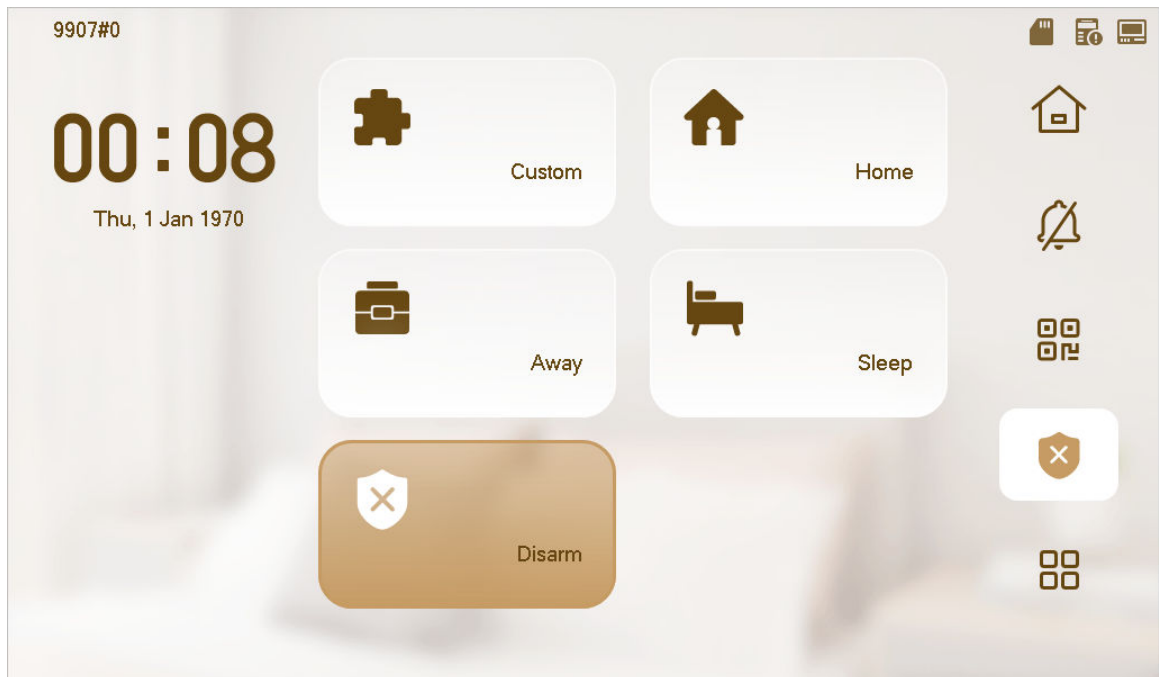 9907#0
00:08
Thu, 1 Jan 1970
Custom
Home
Away
Sleep
Disarm